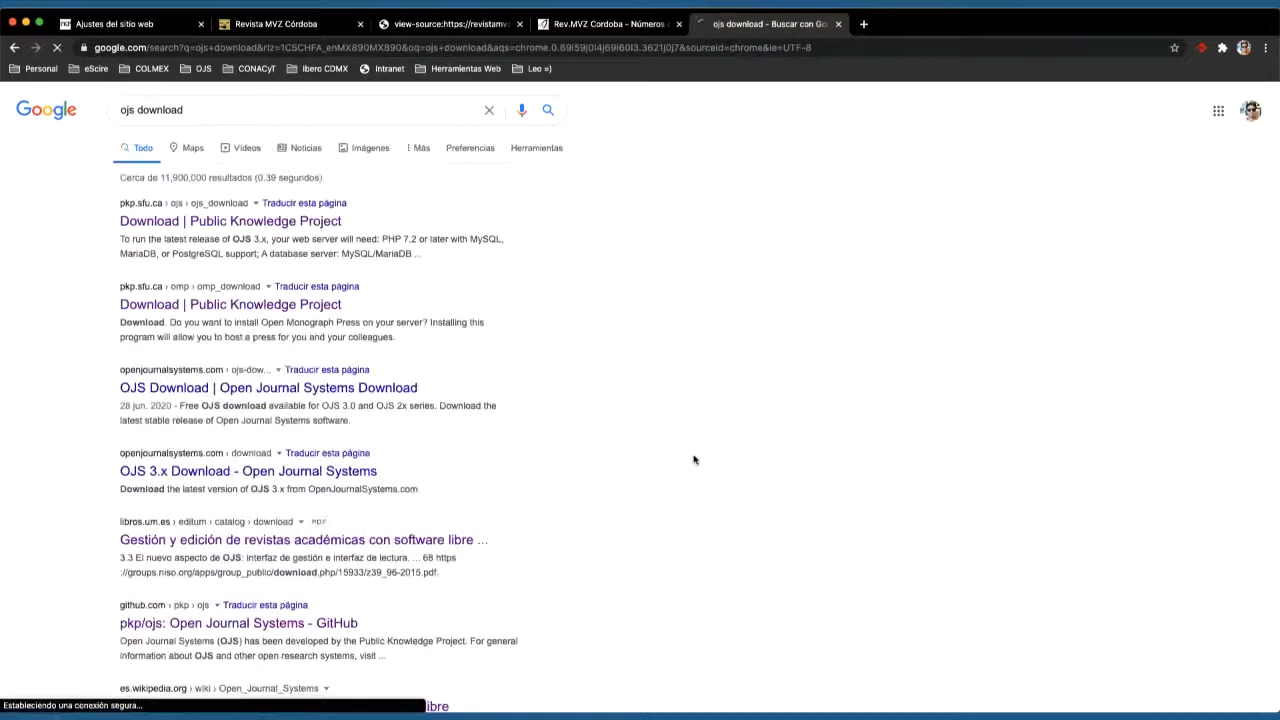 Ajustes del sitio web
Revista MVZ Córdoba
view-source:https://revistamv
Rev.MVZ Cordoba - Números
ojs download - Buscar con Go
google.com/search?q=ojs+download&rlz=1C5CHFA_enMX890MX890&oq=ojs+download&aqs=chrome.0.69i59j0l4j69i60l3.3621j0j7&sourceid=chrome&ie=UTF-8
Personal
eScire
COLMEX
OJS
CONACyT
Ibero CDMX
Intranet
Herramientas Web
Leo =)
Google
ojs download
Todo
Maps
Vídeos
Noticias
Imágenes
Más
Preferencias
Herramientas
Cerca de 11,900,000 resultados (0.39 segundos)
pkp.sfu.ca › ojs › ojs_download ▾ Traducir esta página
Download | Public Knowledge Project
To run the latest release of OJS 3.x, your web server will need: PHP 7.2 or later with MySQL,
MariaDB, or PostgreSQL support; A database server: MySQL/MariaDB ...
pkp.sfu.ca › omp › omp_download ▾ Traducir esta página
Download | Public Knowledge Project
Download. Do you want to install Open Monograph Press on your server? Installing this
program will allow you to host a press for you and your colleagues.
openjournalsystems.com › ojs-dow... ▾ Traducir esta página
OJS Download | Open Journal Systems Download
28 jun. 2020 - Free OJS download available for OJS 3.0 and OJS 2x series. Download the
latest stable release of Open Journal Systems software.
openjournalsystems.com › download ▾ Traducir esta página
OJS 3.x Download - Open Journal Systems
Download the latest version of OJS 3.x from OpenJournalSystems.com
libros.um.es › editum › catalog › download ▾ PDF
Gestión y edición de revistas académicas con software libre ...
3.3 El nuevo aspecto de OJS: interfaz de gestión e interfaz de lectura. ... 68 https
://groups.niso.org/apps/group_public/download.php/15933/z39_96-2015.pdf.
github.com › pkp › ojs ▾ Traducir esta página
pkp/ojs: Open Journal Systems - GitHub
Open Journal Systems (OJS) has been developed by the Public Knowledge Project. For general
information about OJS and other open research systems, visit ...
es.wikipedia.org › wiki › Open_Journal_Systems ▾
libre
Estableciendo una conexión segura...